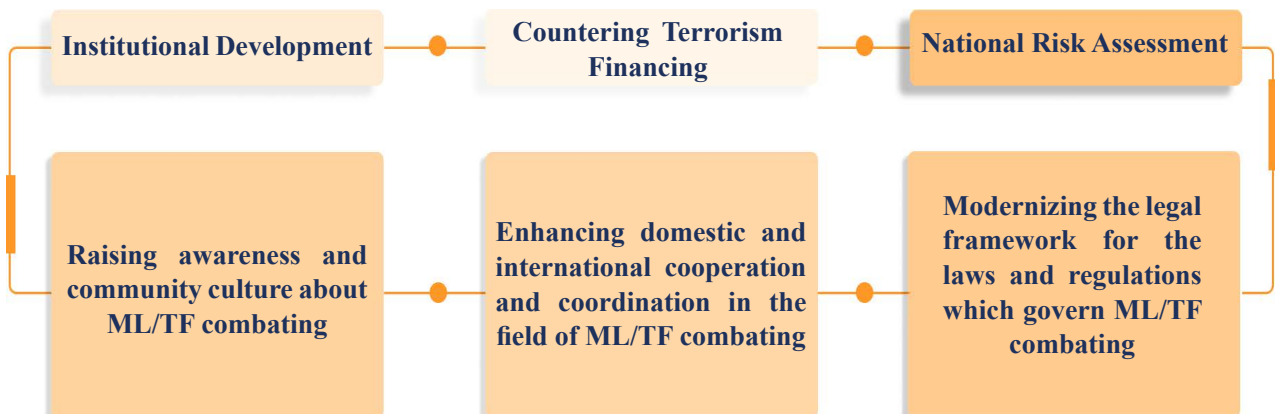 Institutional Development
Countering Terrorism
Financing
National Risk Assessment
Raising awareness and
community culture about
ML/TF combating
Enhancing domestic and
international cooperation
and coordination in the
field of ML/TF combating
Modernizing the legal
framework for the
laws and regulations
which govern ML/TF
combating